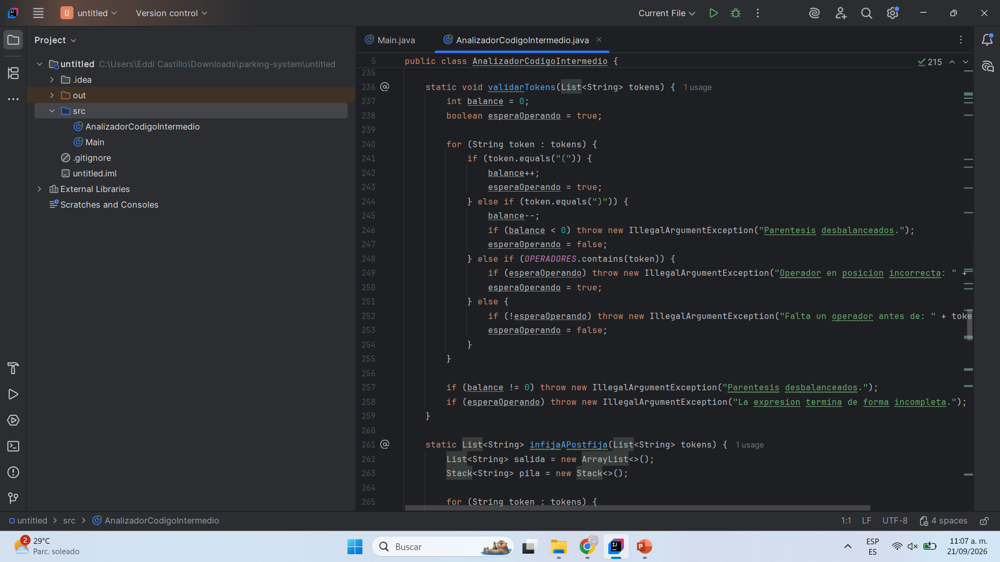 U untitled
Version control
Current File
Project
untitled C:\Users\Eddi Castillo\Downloads\parking-system\untitled
.idea
out
src
AnalizadorCodigoIntermedio
Main
.gitignore
untitled.iml
External Libraries
Scratches and Consoles
Main.java
AnalizadorCodigoIntermedio.java
5 public class AnalizadorCodigoIntermedio {
215
235
236 static void validarTokens(List<String> tokens) { 1 usage
237 int balance = 0;
238 boolean esperaOperando = true;
239
240 for (String token : tokens) {
241 if (token.equals("(")) {
242 balance++;
243 esperaOperando = true;
244 } else if (token.equals(")")) {
245 balance--;
246 if (balance < 0) throw new IllegalArgumentException("Parentesis desbalanceados.");
247 esperaOperando = false;
248 } else if (OPERADORES.contains(token)) {
249 if (esperaOperando) throw new IllegalArgumentException("Operador en posicion incorrecta: " +
250 esperaOperando = true;
251 } else {
252 if (!esperaOperando) throw new IllegalArgumentException("Falta un operador antes de: " + toke
253 esperaOperando = false;
254 }
255 }
256
257 if (balance != 0) throw new IllegalArgumentException("Parentesis desbalanceados.");
258 if (esperaOperando) throw new IllegalArgumentException("La expresion termina de forma incompleta.");
259 }
260
261 static List<String> infijaAPostfija(List<String> tokens) { 1 usage
262 List<String> salida = new ArrayList<>();
263 Stack<String> pila = new Stack<>();
264
265 for (String token : tokens) {
untitled > src > AnalizadorCodigoIntermedio
1:1 LF UTF-8 4 spaces
2 29°C
Parc. soleado
Buscar
ESP
ES
11:07 a. m.
21/09/2026